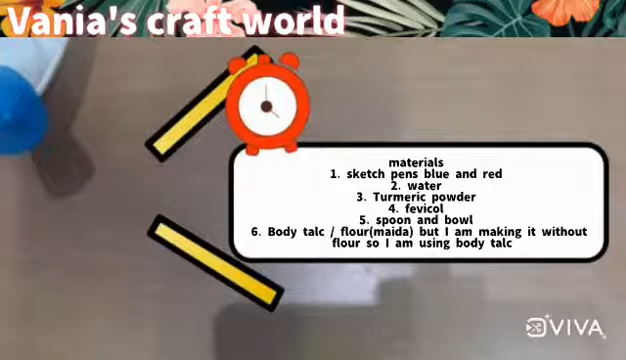 Vania's craft world
materials
1. sketch pens blue and red
2. water
3. Turmeric powder
4. fevicol
5. spoon and bowl
6. Body talc / flour(maida) but I am making it without
flour so I am using body talc
VIVA